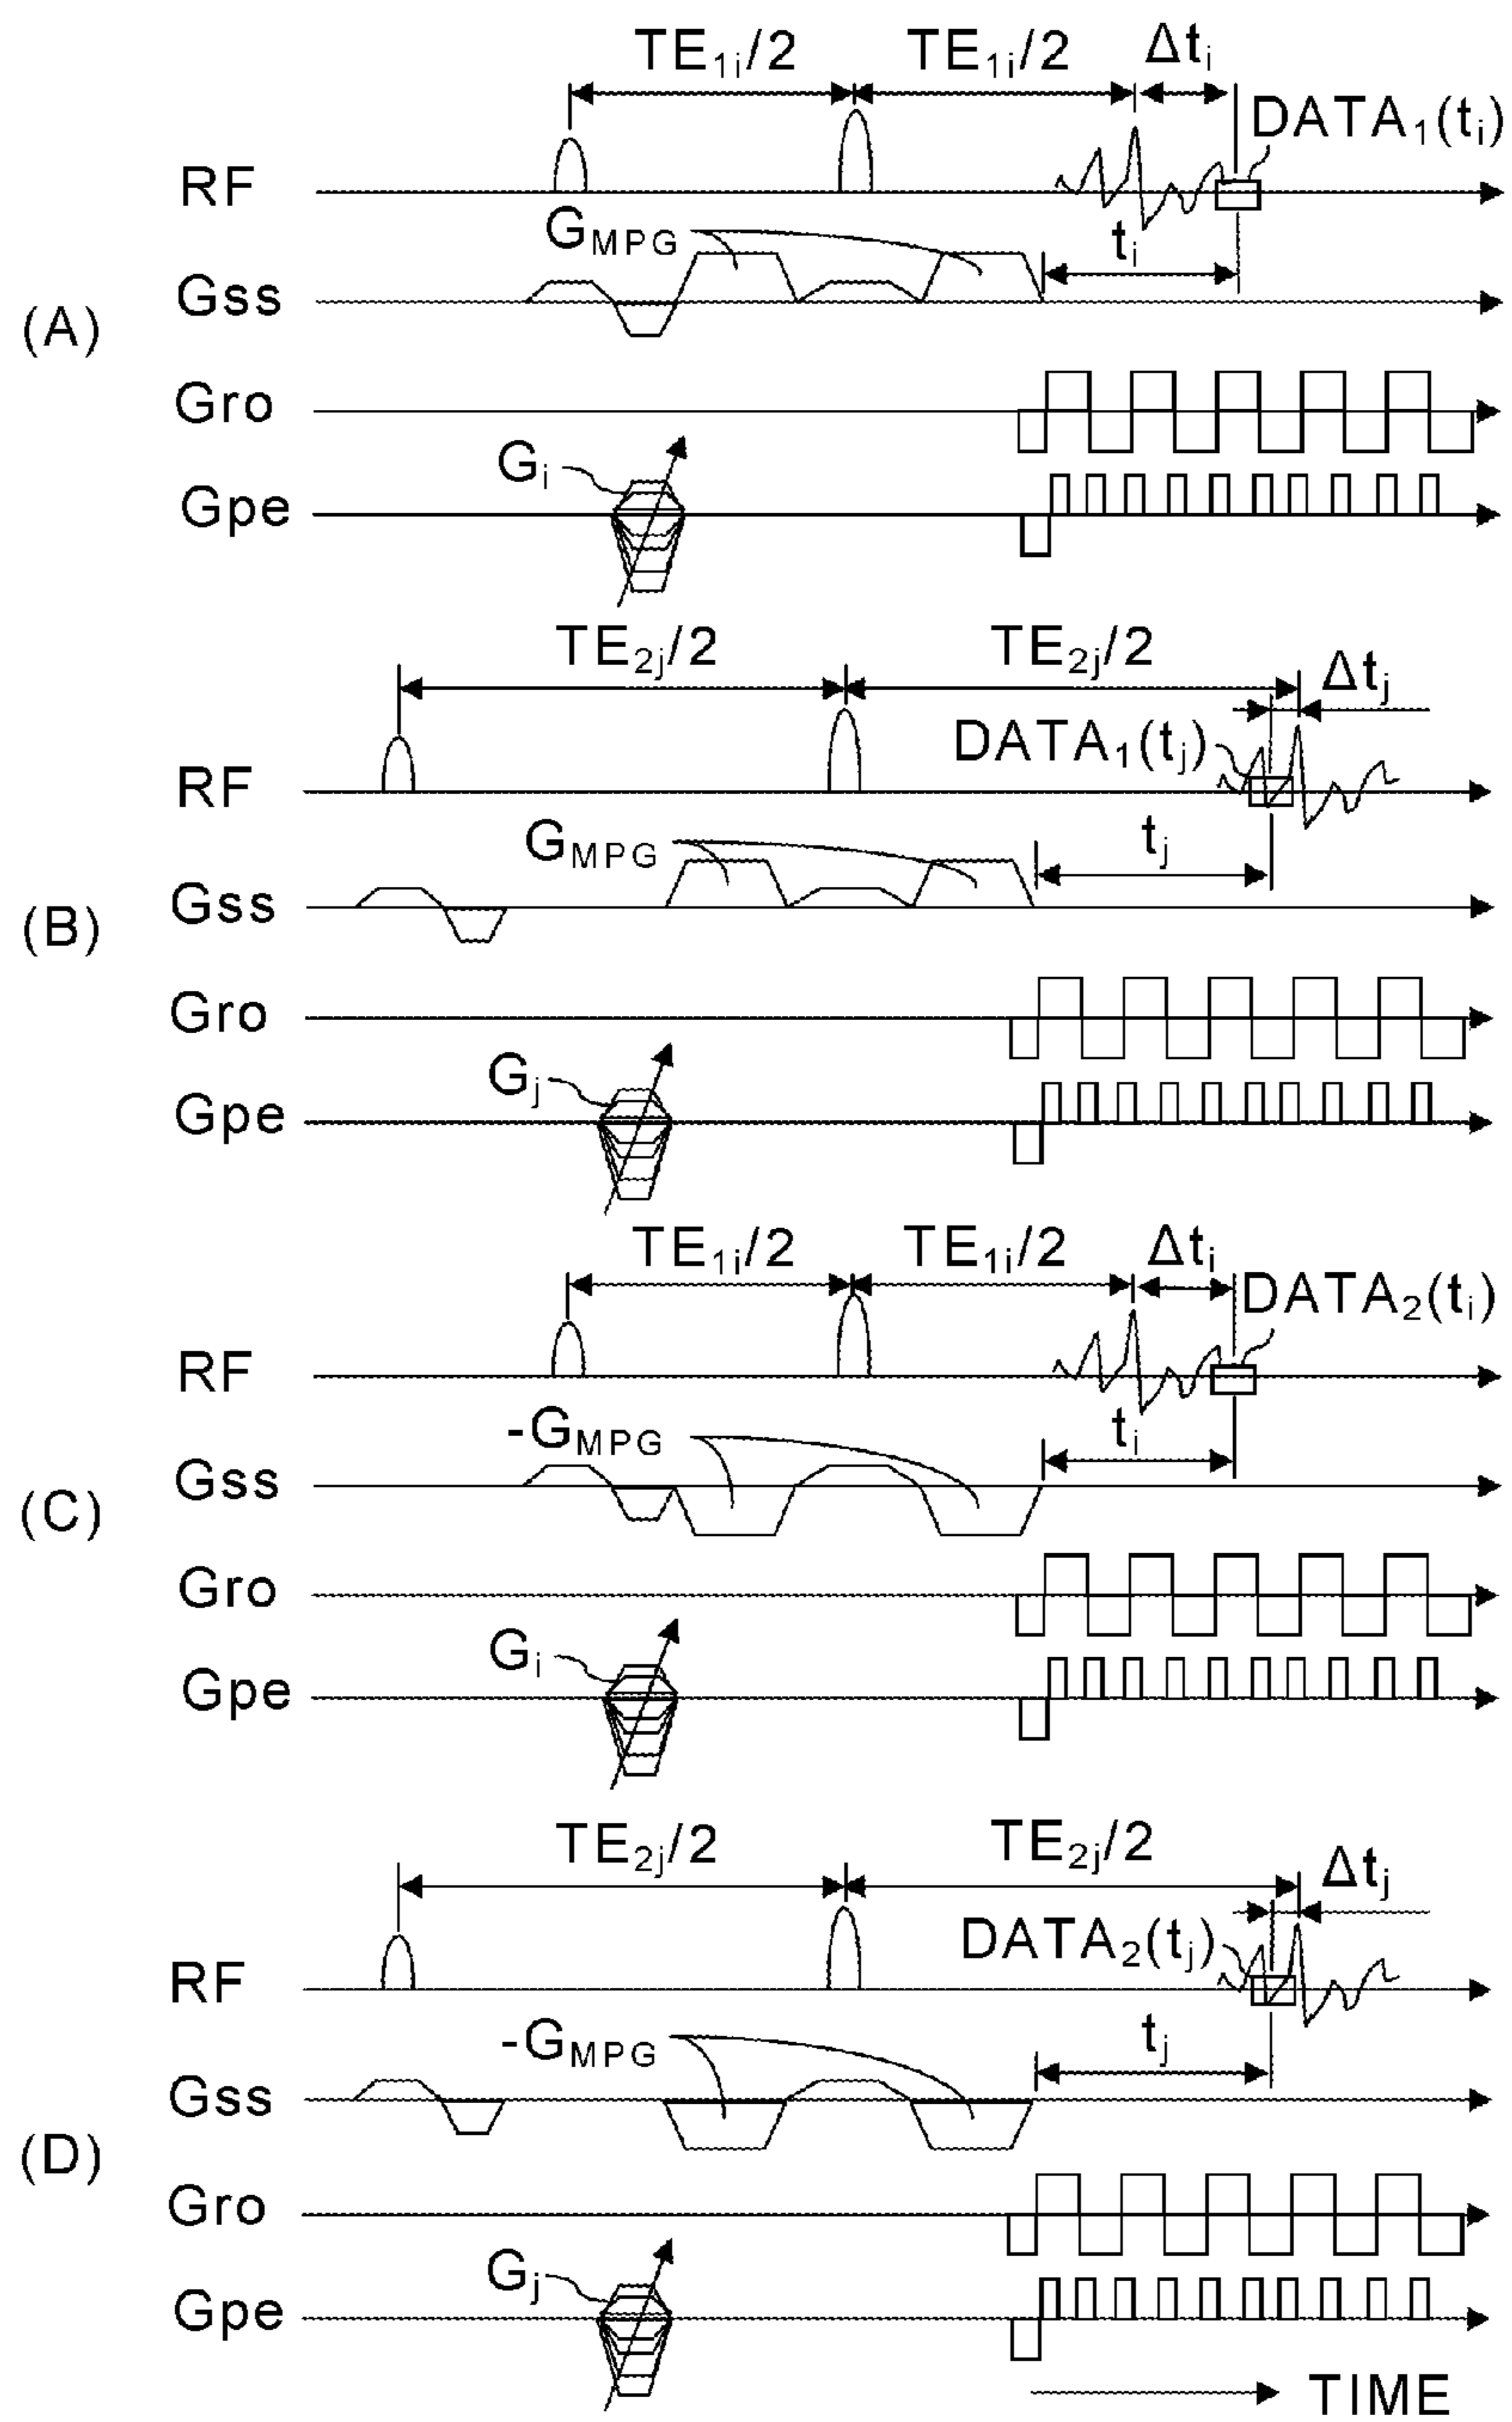 TE1i/2 TE1i/2 Δti
DATA1(ti)
RF
GMPG ti
Gss
(A)
Gro
Gi
Gpe
TE2j/2 TE2j/2 Δtj
DATA1(tj)
RF
GMPG tj
Gss
(B)
Gro
Gj
Gpe
TE1i/2 TE1i/2 Δti
DATA2(ti)
RF
-GMPG ti
Gss
(C)
Gro
Gi
Gpe
TE2j/2 TE2j/2 Δtj
DATA2(tj)
RF
-GMPG tj
Gss
(D)
Gro
Gj
Gpe
TIME